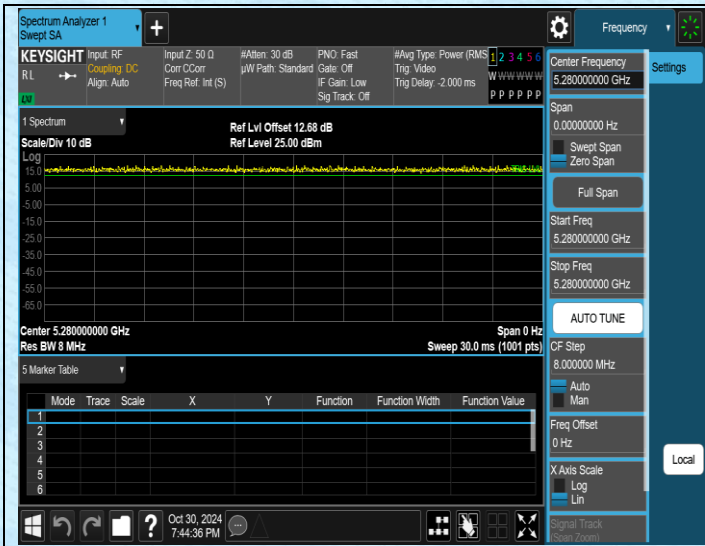 Spectrum Analyzer 1
Swept SA
Frequency
KEYSIGHT
RL
LXI
Input: RF
Coupling: DC
Align: Auto
Input Z: 50 Ω
Corr CCorr
Freq Ref: Int (S)
#Atten: 30 dB
µW Path: Standard
PNO: Fast
Gate: Off
IF Gain: Low
Sig Track: Off
#Avg Type: Power (RMS
Trig: Video
Trig Delay: -2.000 ms
1 2 3 4 5 6
W W W W W W
P P P P P P
Center Frequency
5.280000000 GHz
Settings
Span
0.00000000 Hz
Swept Span
Zero Span
Full Span
Start Freq
5.280000000 GHz
Stop Freq
5.280000000 GHz
AUTO TUNE
CF Step
8.000000 MHz
Auto
Man
Freq Offset
0 Hz
X Axis Scale
Log
Lin
Signal Track
(Span Zoom)
Local
1 Spectrum
Scale/Div 10 dB
Ref Lvl Offset 12.68 dB
Ref Level 25.00 dBm
Log
15.0
5.00
-5.00
-15.0
-25.0
-35.0
-45.0
-55.0
-65.0
Center 5.280000000 GHz
Span 0 Hz
Res BW 8 MHz
Sweep 30.0 ms (1001 pts)
5 Marker Table
Mode Trace Scale X Y Function Function Width Function Value
1
2
3
4
5
6
?
Oct 30, 2024
7:44:36 PM